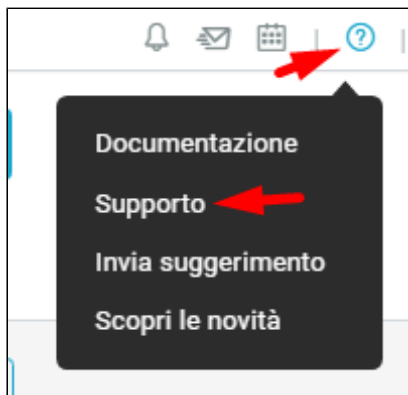 Documentazione
Supporto
Invia suggerimento
Scopri le novità